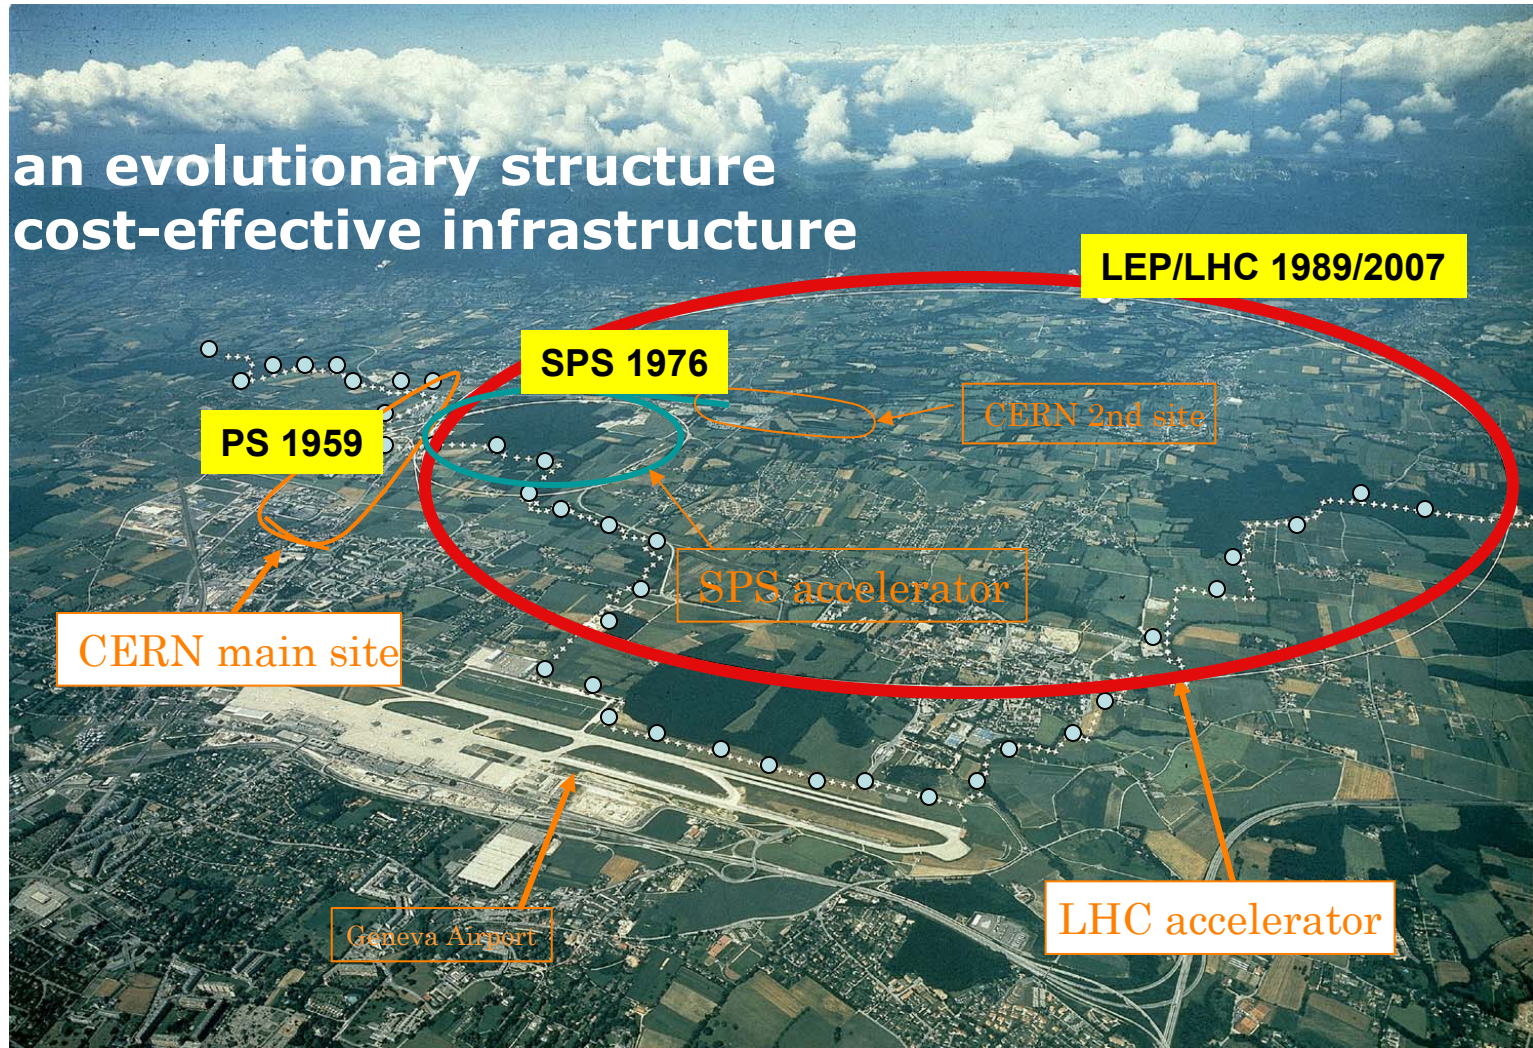 an evolutionary structure
cost-effective infrastructure
LEP/LHC 1989/2007
SPS 1976
CERN 2nd site
PS 1959
SPS accelerator
CERN main site
LHC accelerator
Geneva Airport